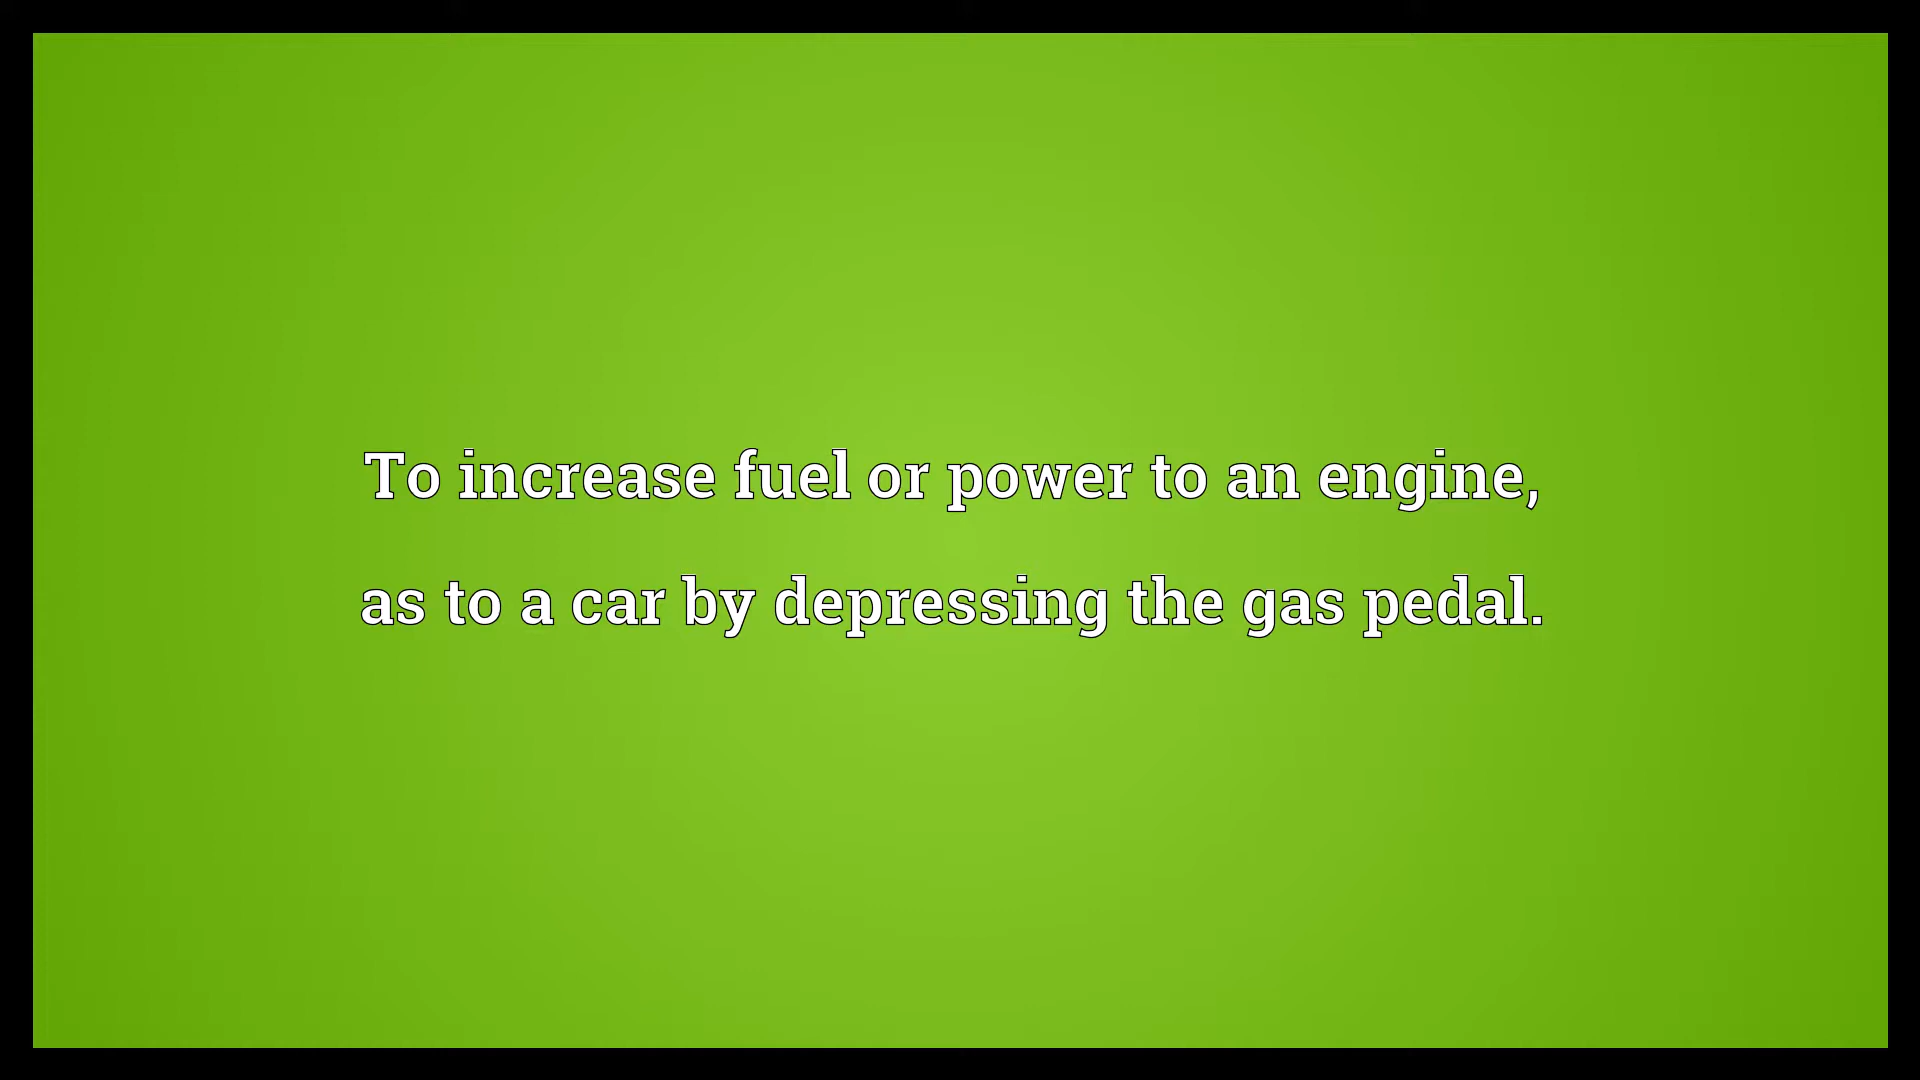 To increase fuel or power to an engine,
as to a car by depressing the gas pedal.